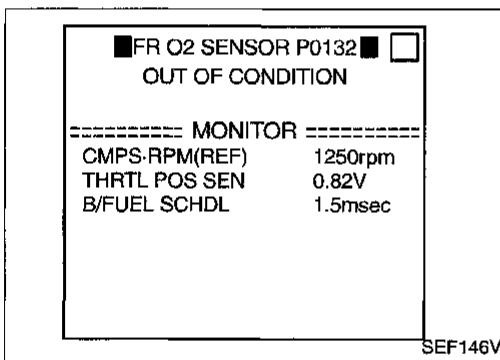 FR O2 SENSOR P0132
OUT OF CONDITION
========= MONITOR =========
CMPS·RPM(REF) 1250rpm
THRTL POS SEN 0.82V
B/FUEL SCHDL 1.5msec
SEF146V